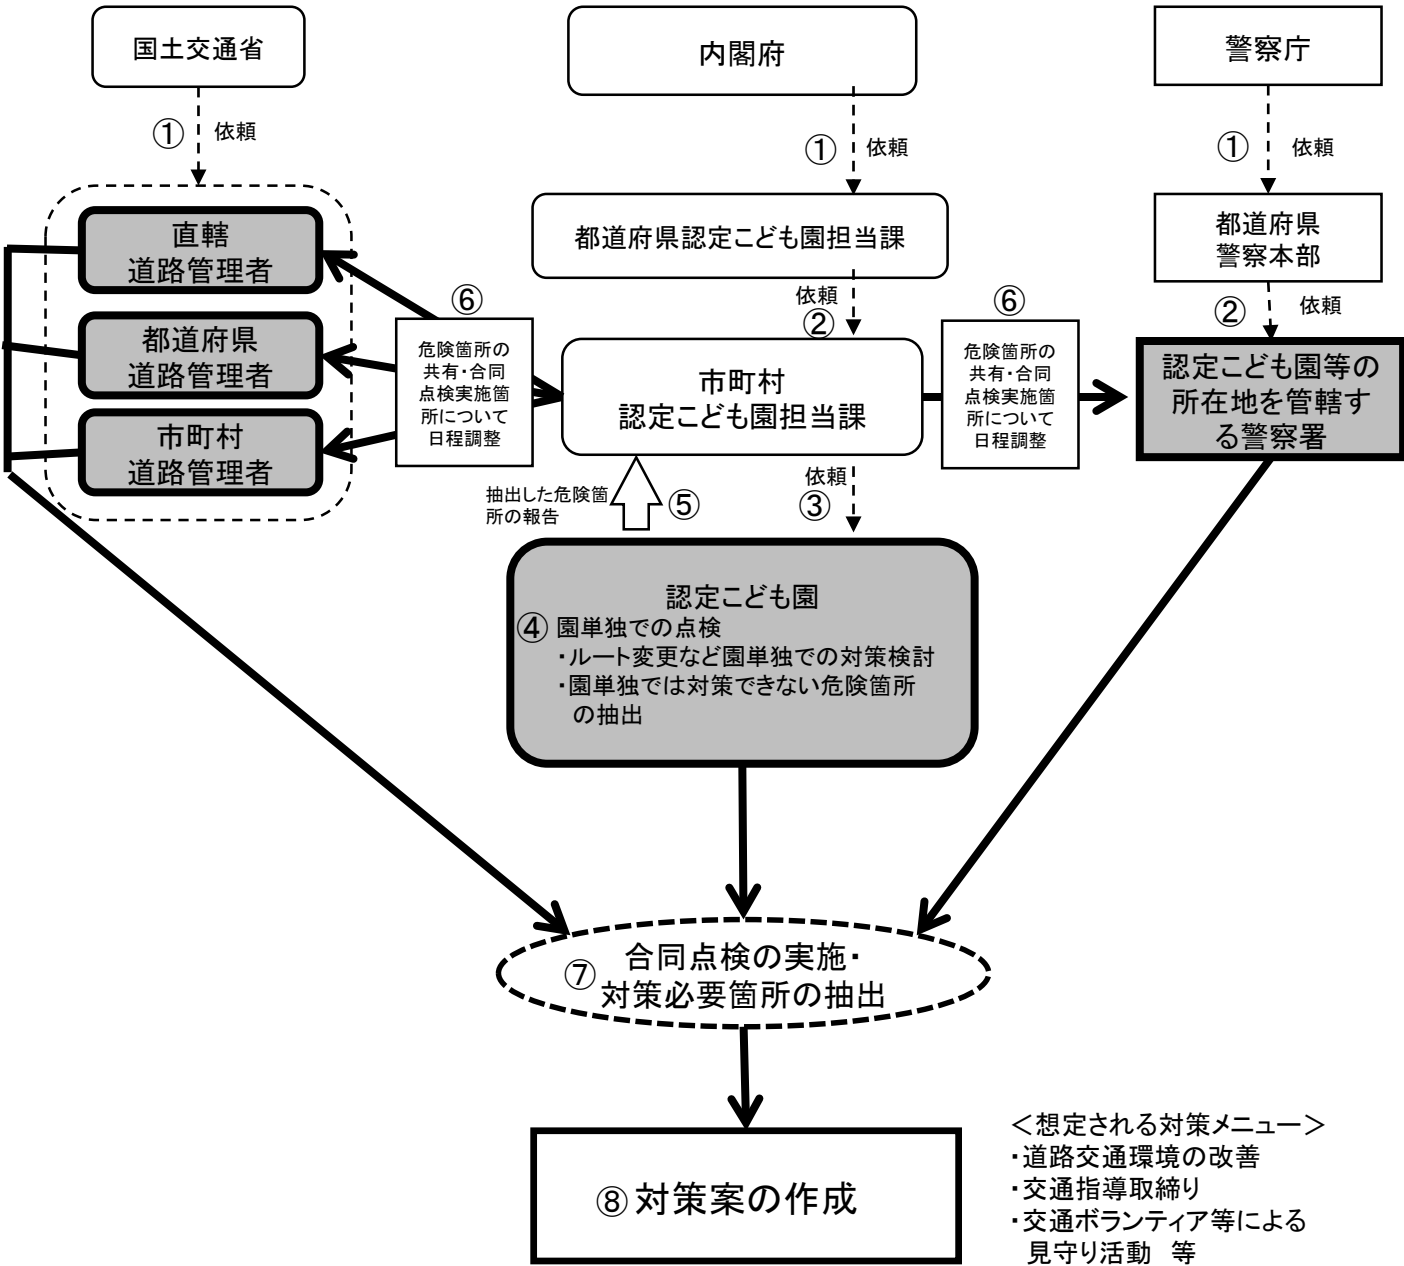 国土交通省
内閣府
警察庁
① 依頼
① 依頼
① 依頼
直轄
道路管理者
都道府県認定こども園担当課
都道府県
警察本部
依頼
②
② 依頼
都道府県
道路管理者
市町村
道路管理者
⑥
危険箇所の
共有・合同
点検実施箇
所について
日程調整
市町村
認定こども園担当課
⑥
危険箇所の
共有・合同
点検実施箇
所について
日程調整
認定こども園等の
所在地を管轄す
る警察署
抽出した危険箇
所の報告
⑤
依頼
③
認定こども園
④ 園単独での点検
・ルート変更など園単独での対策検討
・園単独では対策できない危険箇所
の抽出
⑦
合同点検の実施・
対策必要箇所の抽出
⑧ 対策案の作成
＜想定される対策メニュー＞
・道路交通環境の改善
・交通指導取締り
・交通ボランティア等による
見守り活動　等